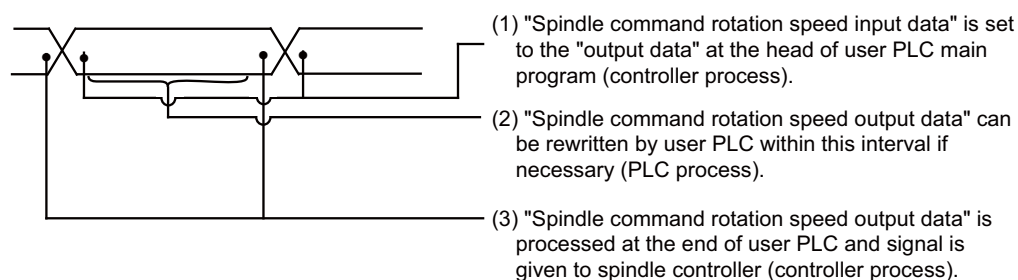 (1) "Spindle command rotation speed input data" is set
to the "output data" at the head of user PLC main
program (controller process).
(2) "Spindle command rotation speed output data" can
be rewritten by user PLC within this interval if
necessary (PLC process).
(3) "Spindle command rotation speed output data" is
processed at the end of user PLC and signal is
given to spindle controller (controller process).